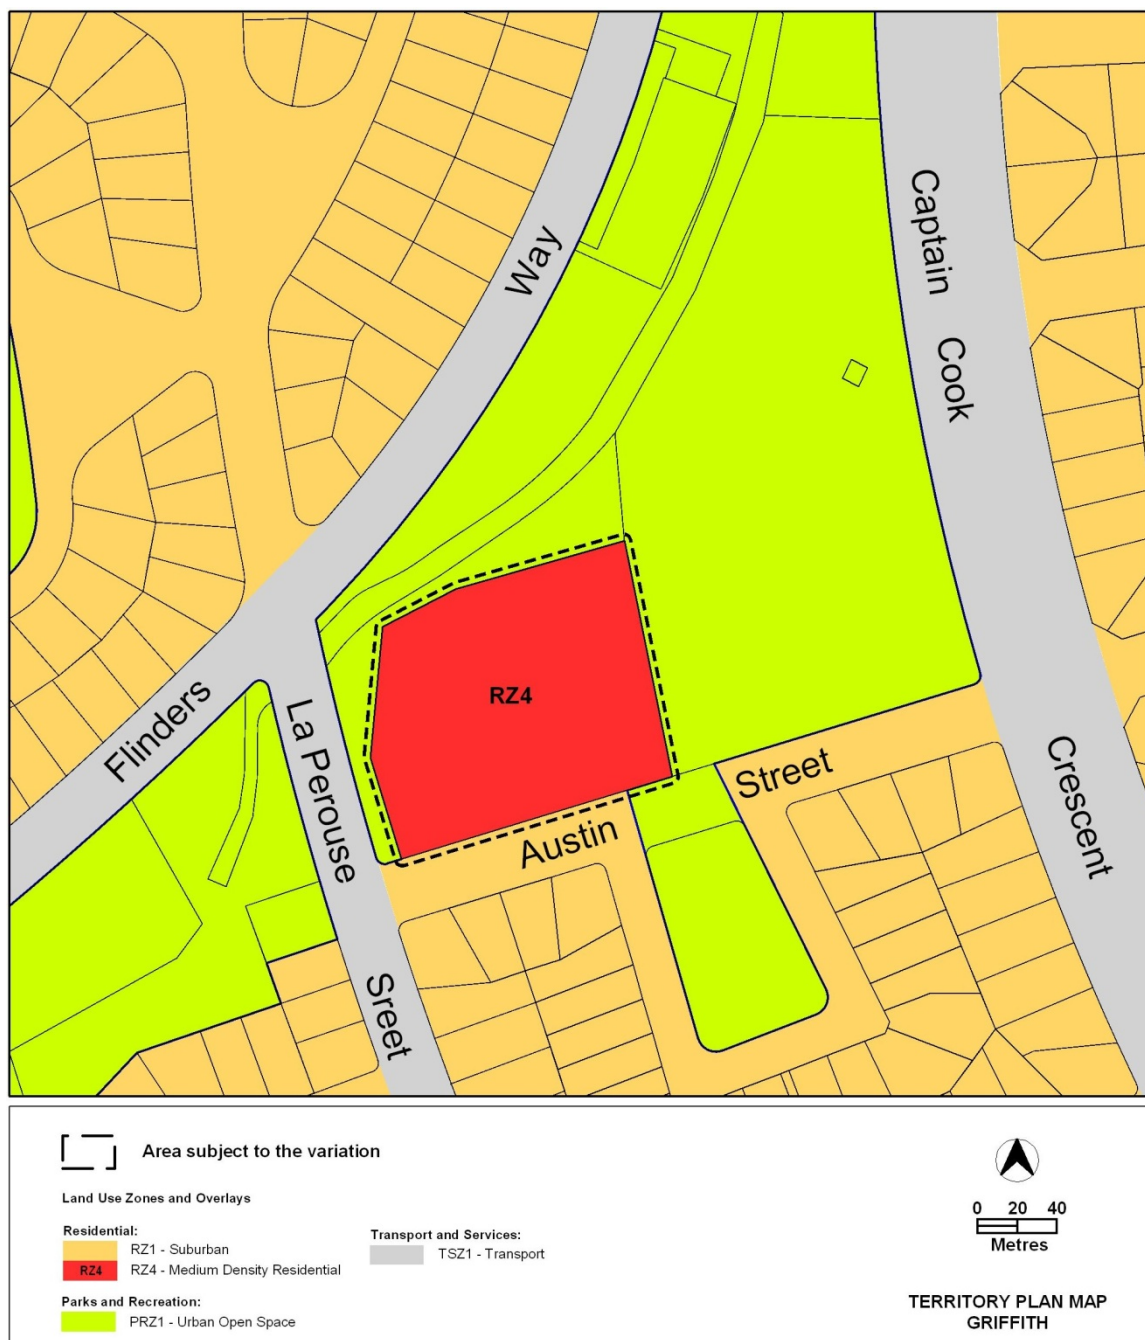 Way
Captain Cook
Flinders
RZ4
La Perouse
Street
Austin
Crescent
Sreet
Area subject to the variation
Land Use Zones and Overlays
Residential:
RZ1 - Suburban
RZ4 RZ4 - Medium Density Residential
Parks and Recreation:
PRZ1 - Urban Open Space
Transport and Services:
TSZ1 - Transport
0 20 40
Metres
TERRITORY PLAN MAP
GRIFFITH